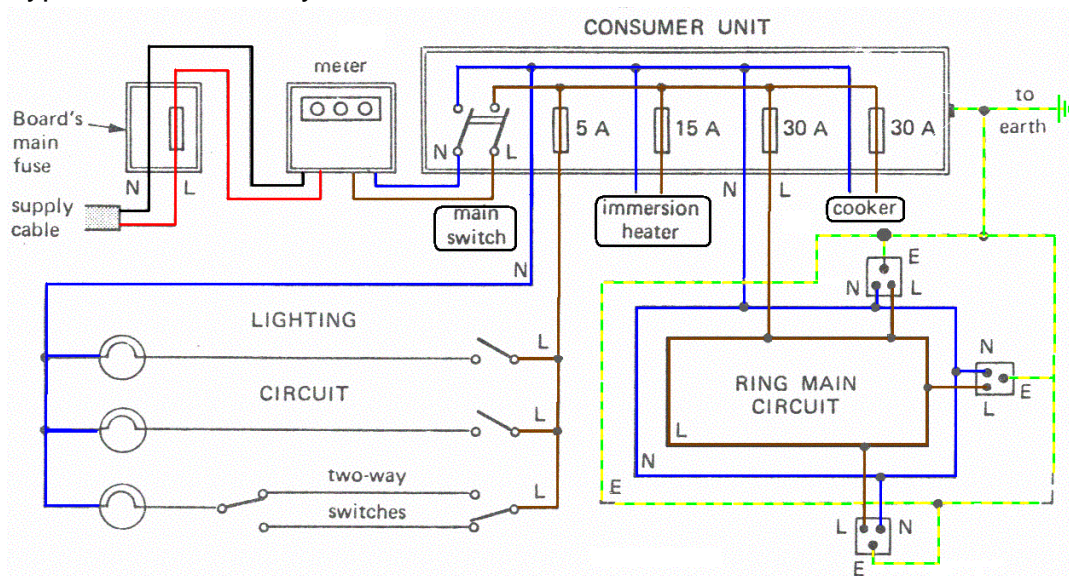 CONSUMER UNIT
meter
Board's
main
fuse
N L
supply
cable
N L
main
switch
5 A
15 A
30 A
30 A
immersion
heater
N L
cooker
to
earth
N
LIGHTING
CIRCUIT
L
L
L
two-way
switches
E
N L
RING MAIN
CIRCUIT
L
N
E
N
E
L
L N
E